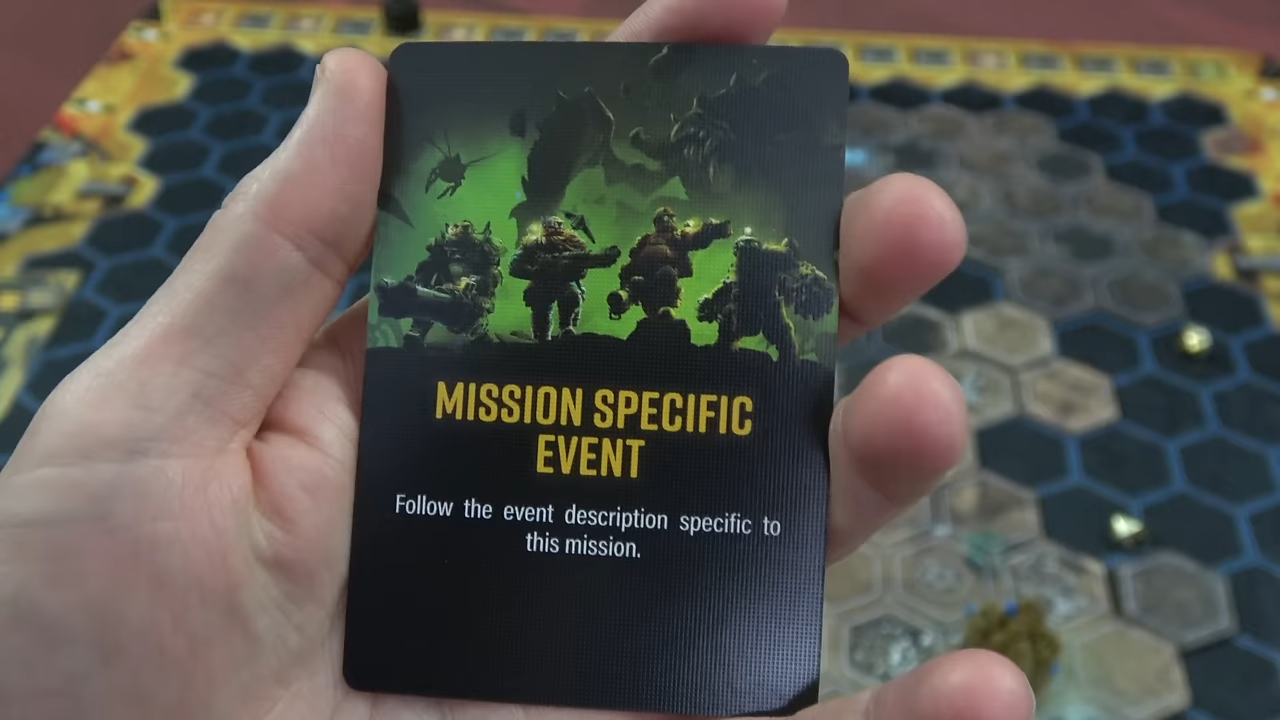 MISSION SPECIFIC
EVENT
Follow the event description specific to
this mission.